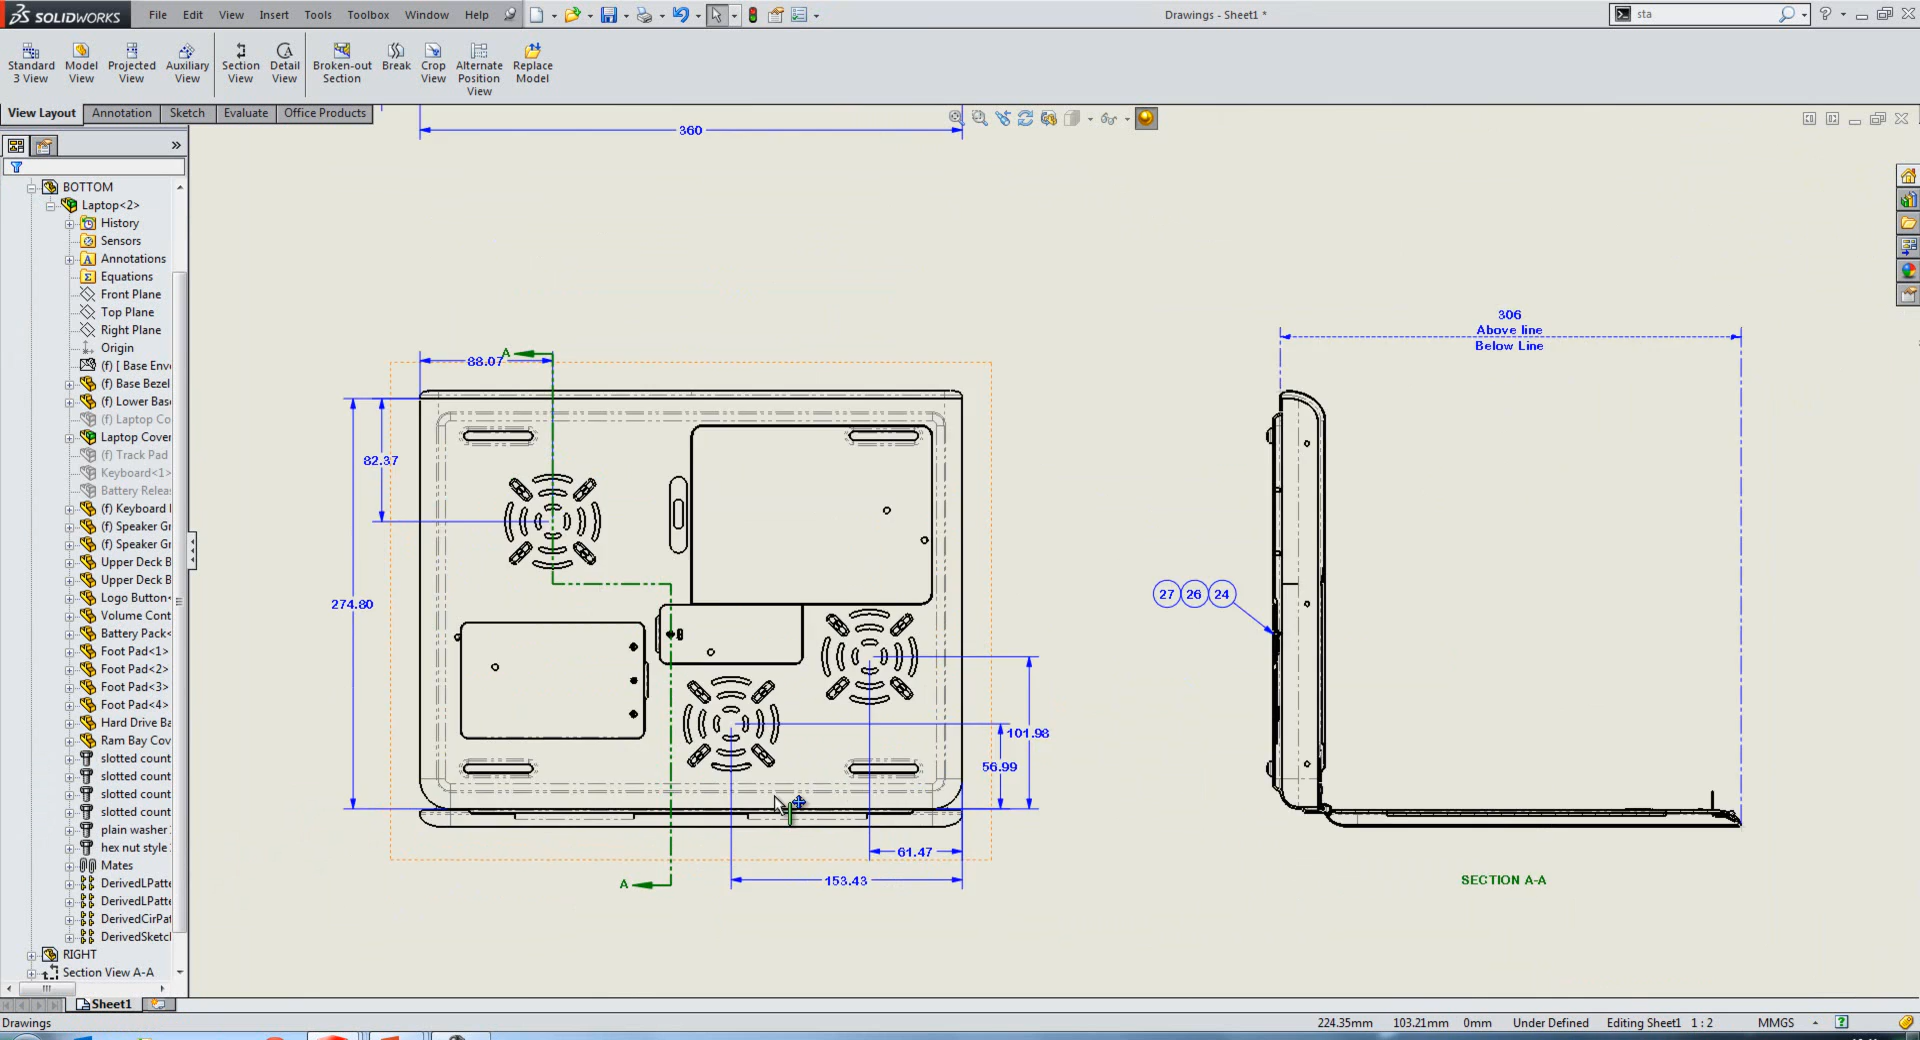 SOLIDWORKS File Edit View Insert Tools Toolbox Window Help
Drawings - Sheet1 *
sta
Standard 3 View
Model View
Projected View
Auxiliary View
Section View
Detail View
Broken-out Section
Break
Crop View
Alternate Position View
Replace Model
View Layout Annotation Sketch Evaluate Office Products
BOTTOM
Laptop<2>
History
Sensors
Annotations
Equations
Front Plane
Top Plane
Right Plane
Origin
(f) [ Base Env
(f) Base Bezel
(f) Lower Base
(f) Laptop Co
Laptop Cover
(f) Track Pad
Keyboard<1>
Battery Relea
(f) Keyboard
(f) Speaker Gr
(f) Speaker Gr
Upper Deck B
Upper Deck B
Logo Button<
Volume Cont
Battery Pack<
Foot Pad<1>
Foot Pad<2>
Foot Pad<3>
Foot Pad<4>
Hard Drive Ba
Ram Bay Cov
slotted count
slotted count
slotted count
slotted count
plain washer
hex nut style
Mates
DerivedLPatte
DerivedLPatte
DerivedCirPat
DerivedSketch
RIGHT
Section View A-A
360
A
88.07
82.37
274.80
101.98
56.99
61.47
153.43
A
306
Above line
Below Line
27 26 24
SECTION A-A
Sheet1
Drawings
224.35mm 103.21mm 0mm Under Defined Editing Sheet1 1 : 2 MMGS